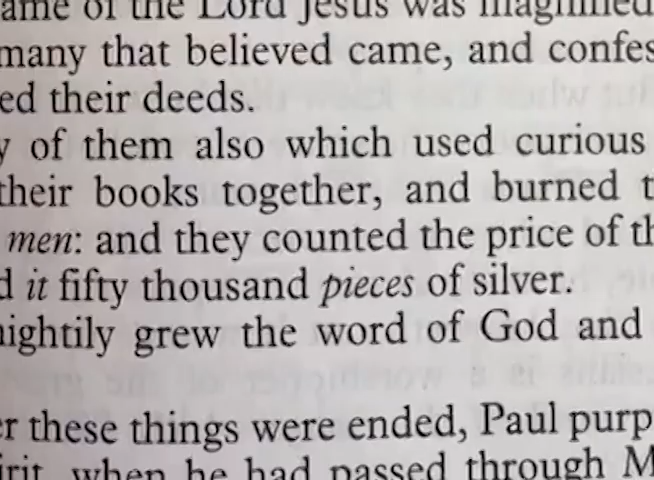 ame of the Lord Jesus was magnified
many that believed came, and confes
ed their deeds.
y of them also which used curious
their books together, and burned t
men: and they counted the price of th
d it fifty thousand pieces of silver.
nightily grew the word of God and
er these things were ended, Paul purp
irit, when he had passed through M